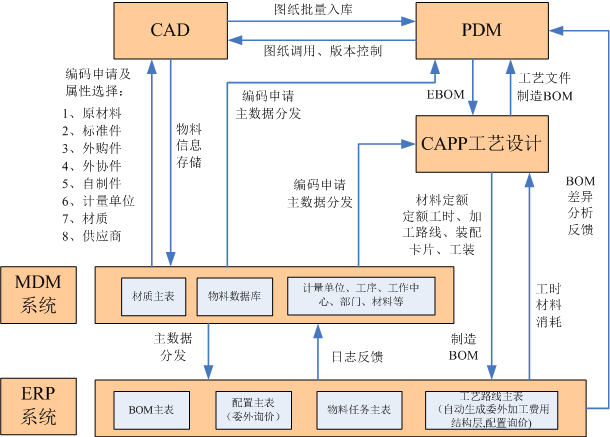 CAD
图纸批量入库
PDM
图纸调用、版本控制
编码申请及
属性选择：
1、原材料
2、标准件
3、外购件
4、外协件
5、自制件
6、计量单位
7、材质
8、供应商
物料
信息
存储
编码申请
主数据分发
EBOM
工艺文件
制造BOM
CAPP工艺设计
编码申请
主数据分发
材料定额
定额工时、加
工路线、装配
卡片、工装
BOM
差异
分析
反馈
MDM
系统
材质主表
物料数据库
计量单位、工序、工作中
心、部门、材料等
工时
材料
消耗
主数据
分发
日志反馈
制造
BOM
ERP
系统
BOM主表
配置主表
（委外询价）
物料任务主表
工艺路线主表
（自动生成委外加工费用
结构层,配置询价)